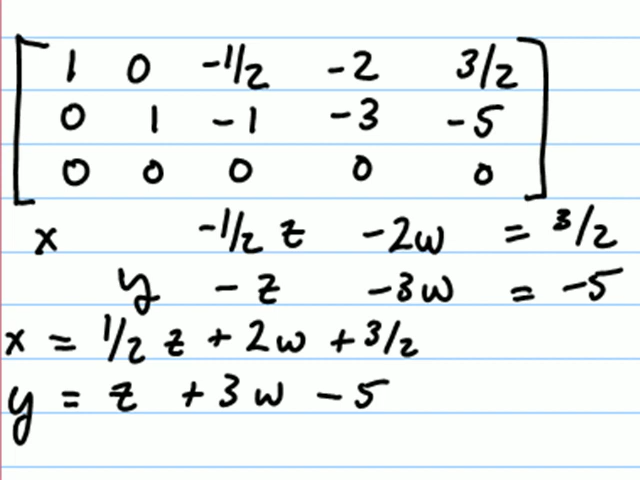 1 0 -1/2 -2 3/2
0 1 -1 -3 -5
0 0 0 0 0
x -1/2 z -2w = 3/2
y - z -3w = -5
x = 1/2 z + 2w + 3/2
y = z + 3w - 5